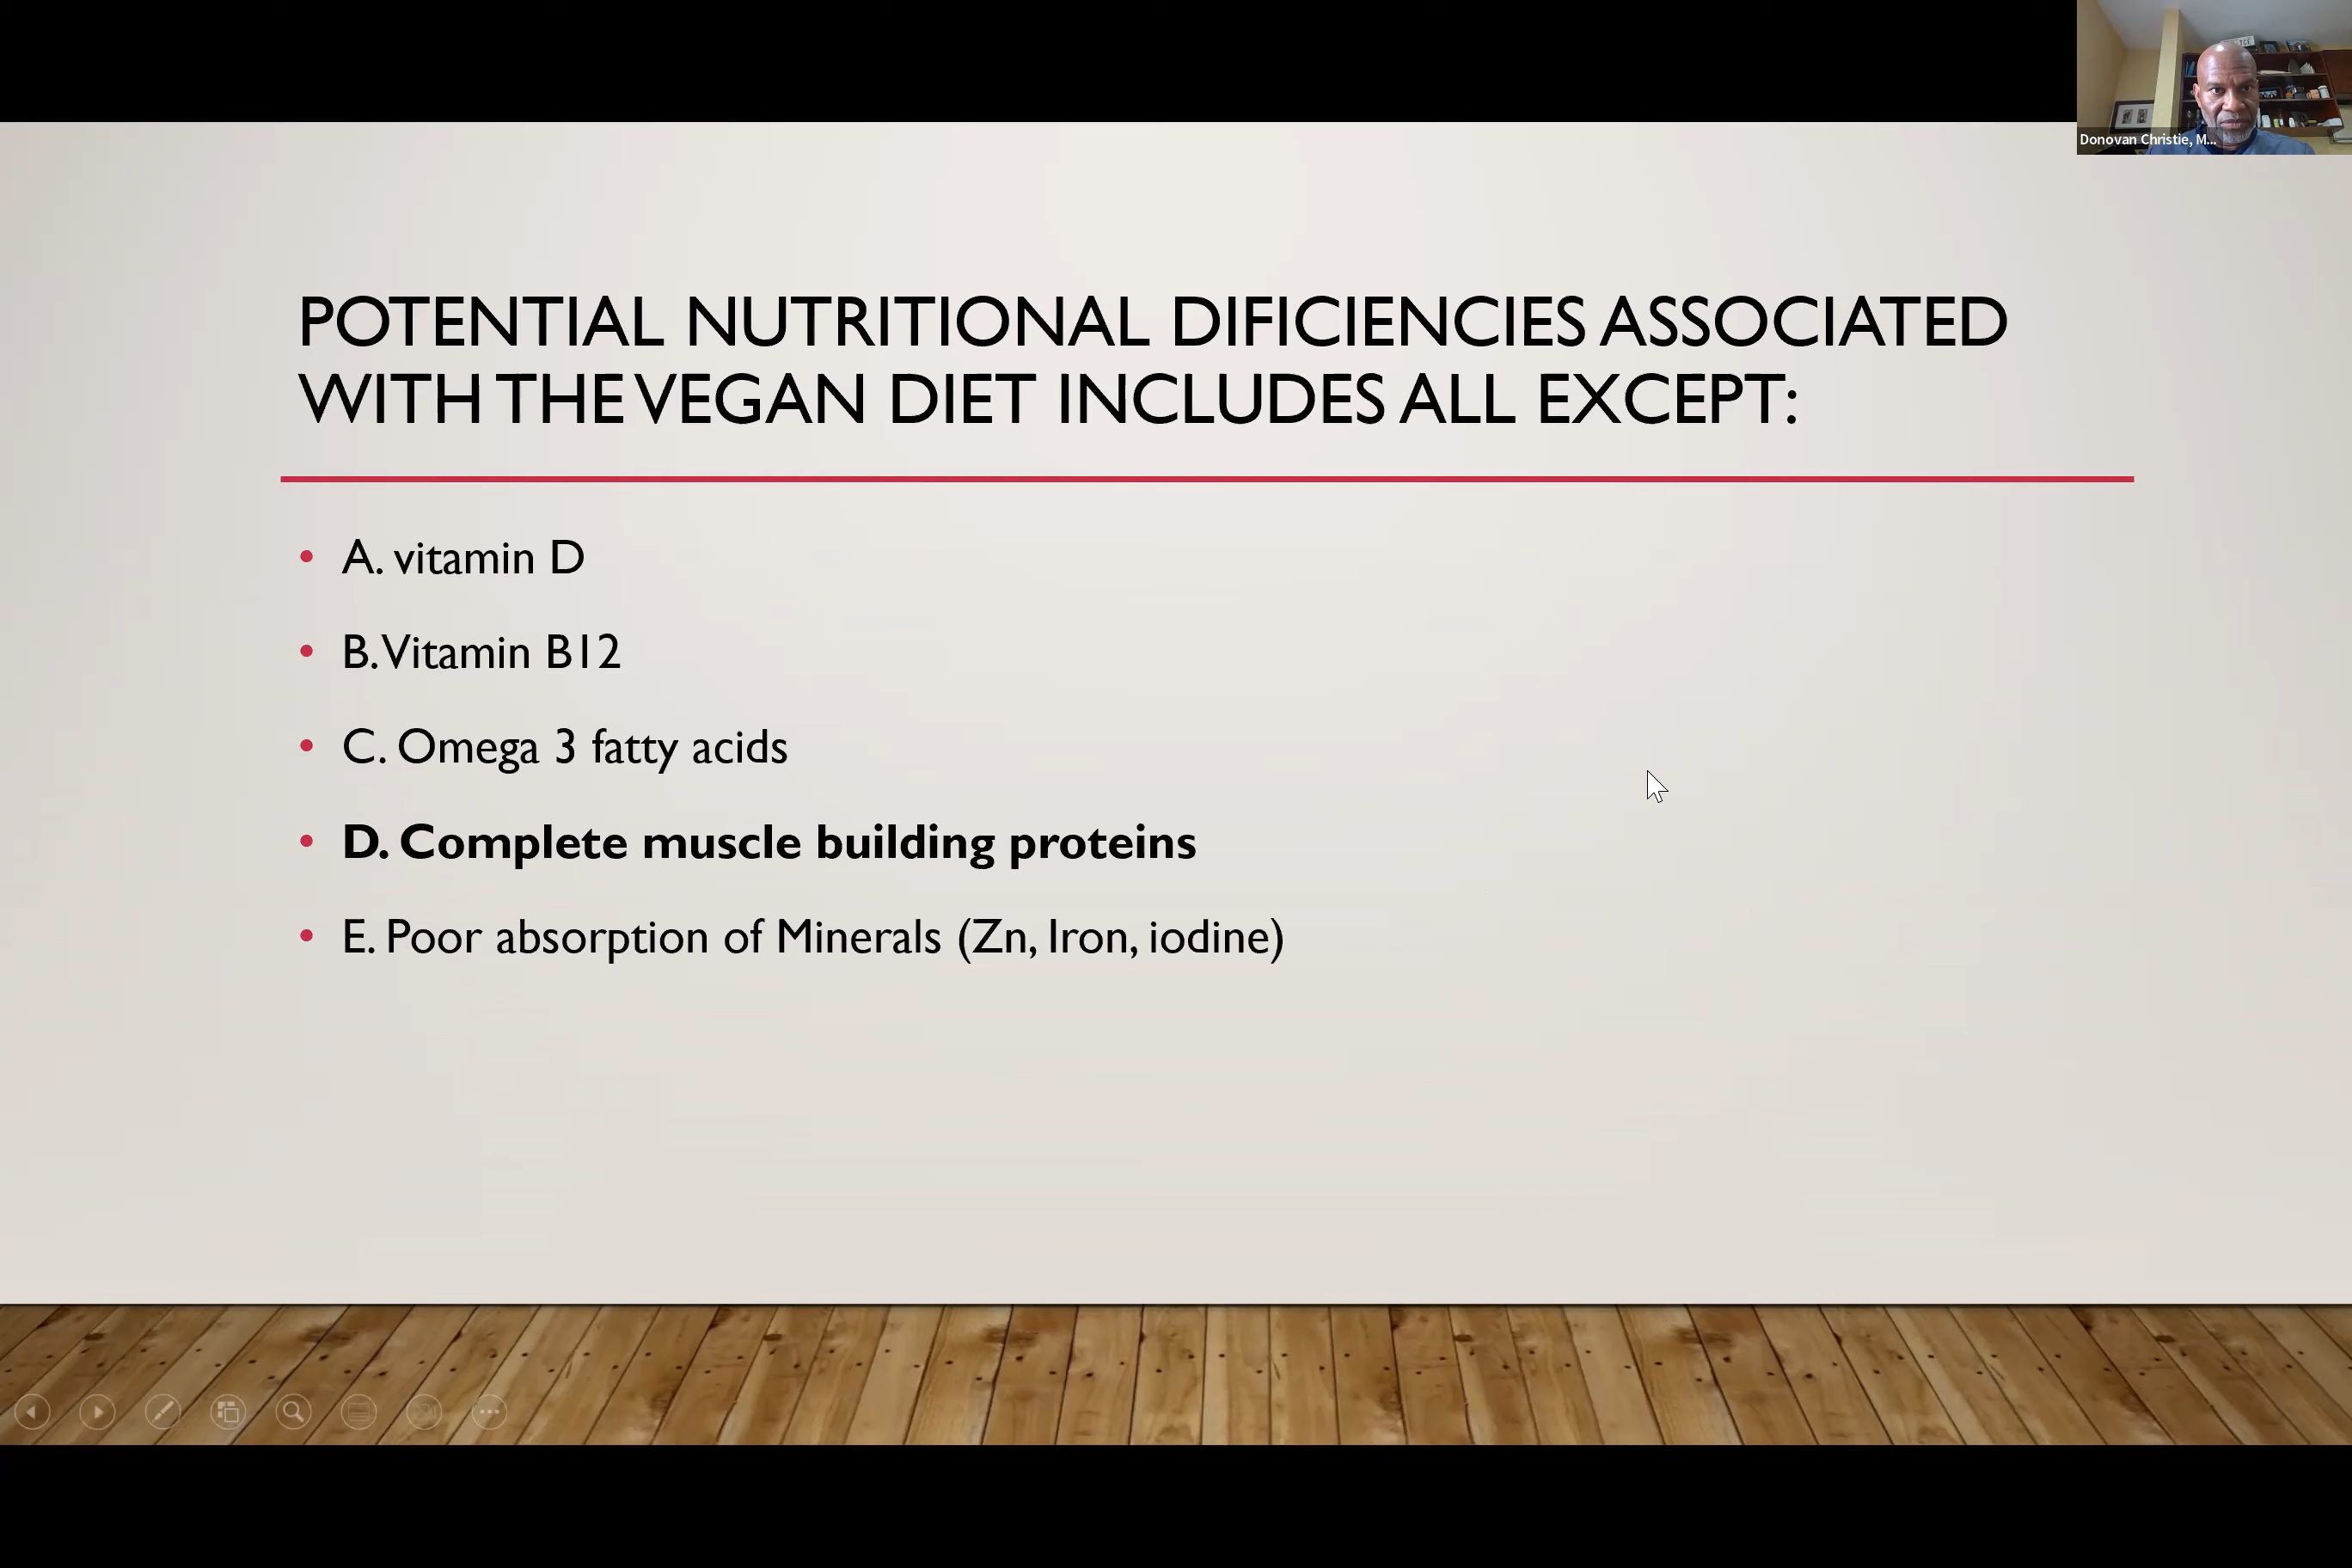 Donovan Christie, M...
POTENTIAL NUTRITIONAL DIFICIENCIES ASSOCIATED
WITH THE VEGAN DIET INCLUDES ALL EXCEPT:
• A. vitamin D
• B. Vitamin B12
• C. Omega 3 fatty acids
• D. Complete muscle building proteins
• E. Poor absorption of Minerals (Zn, Iron, iodine)